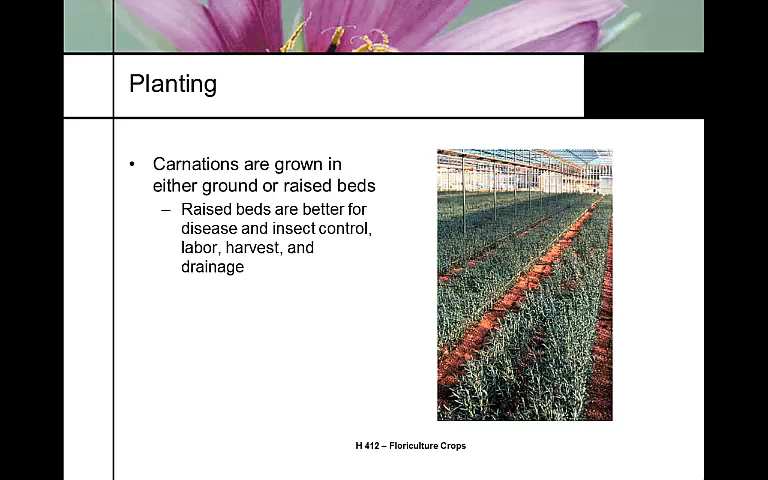 Planting
• Carnations are grown in
either ground or raised beds
– Raised beds are better for
disease and insect control,
labor, harvest, and
drainage
H 412 – Floriculture Crops